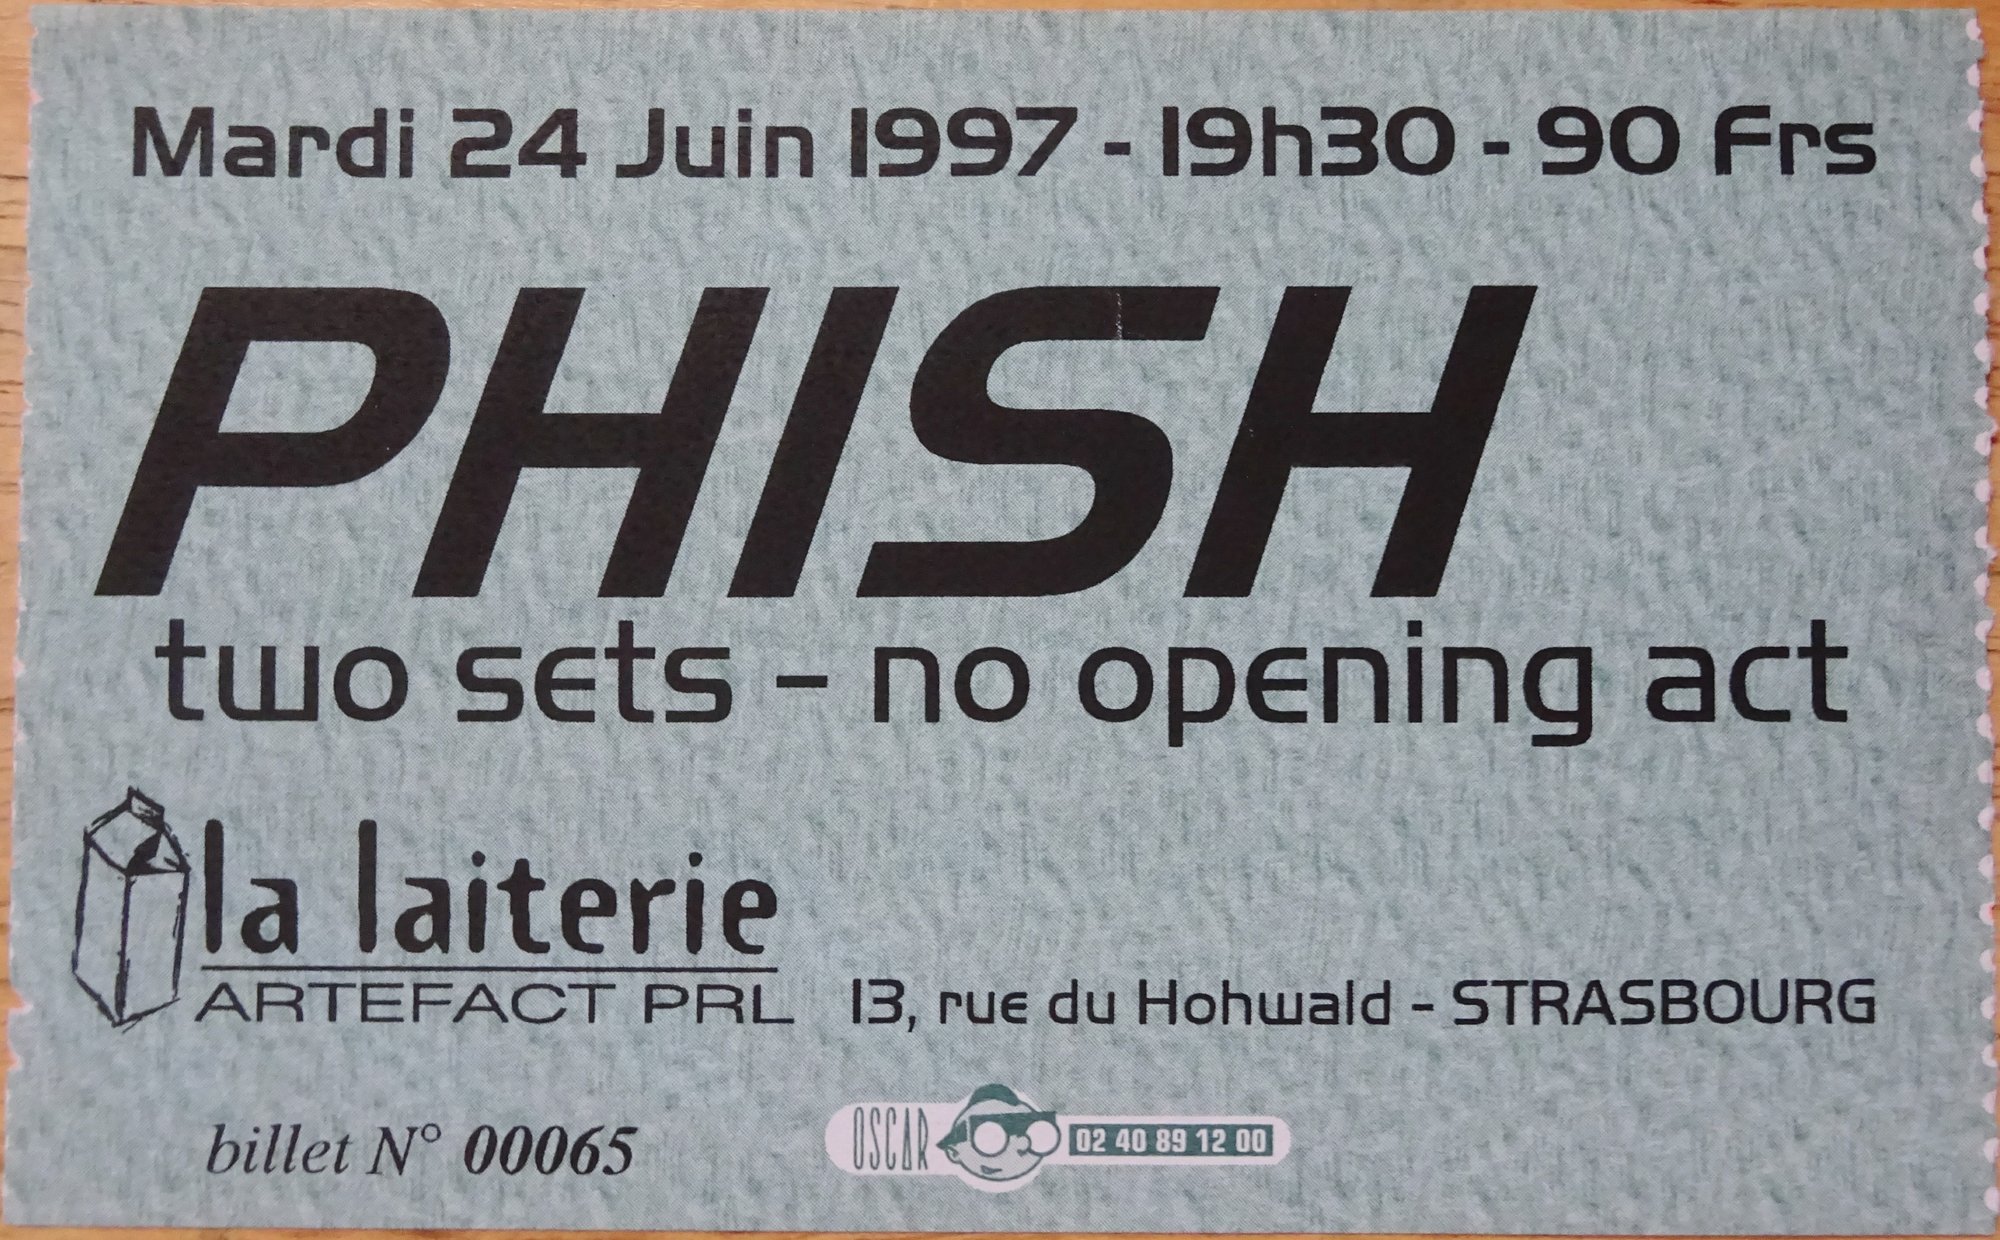 Mardi 24 Juin 1997 - 19h30 - 90 Frs
PHISH
two sets - no opening act
la laiterie
ARTEFACT PRL
13, rue du Hohwald - STRASBOURG
billet N° 00065
OSCAR 02 40 89 12 00